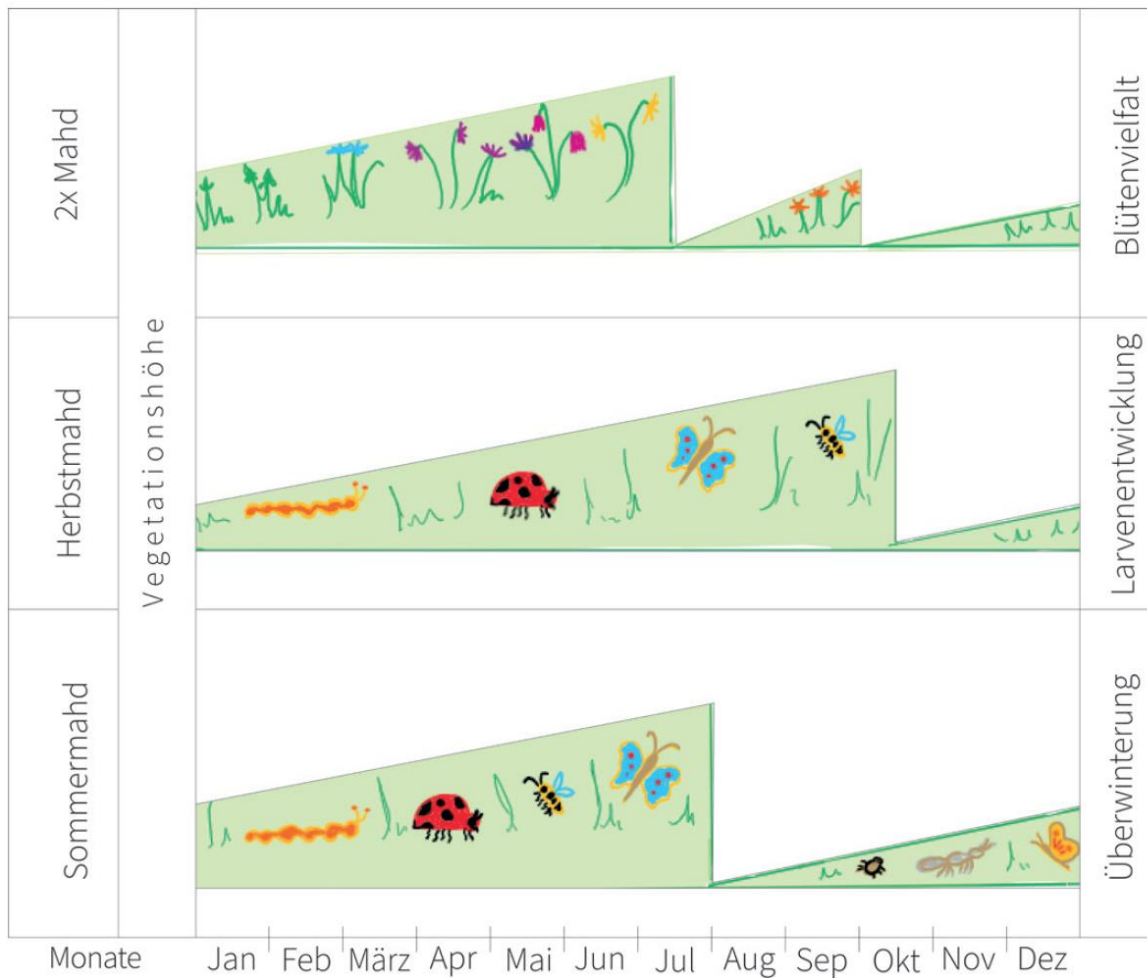 2x Mahd
Blütenvielfalt
Vegetationshöhe
Herbstmahd
Larvenentwicklung
Sommermahd
Überwinterung
Monate
Jan Feb März Apr Mai Jun Jul Aug Sep Okt Nov Dez